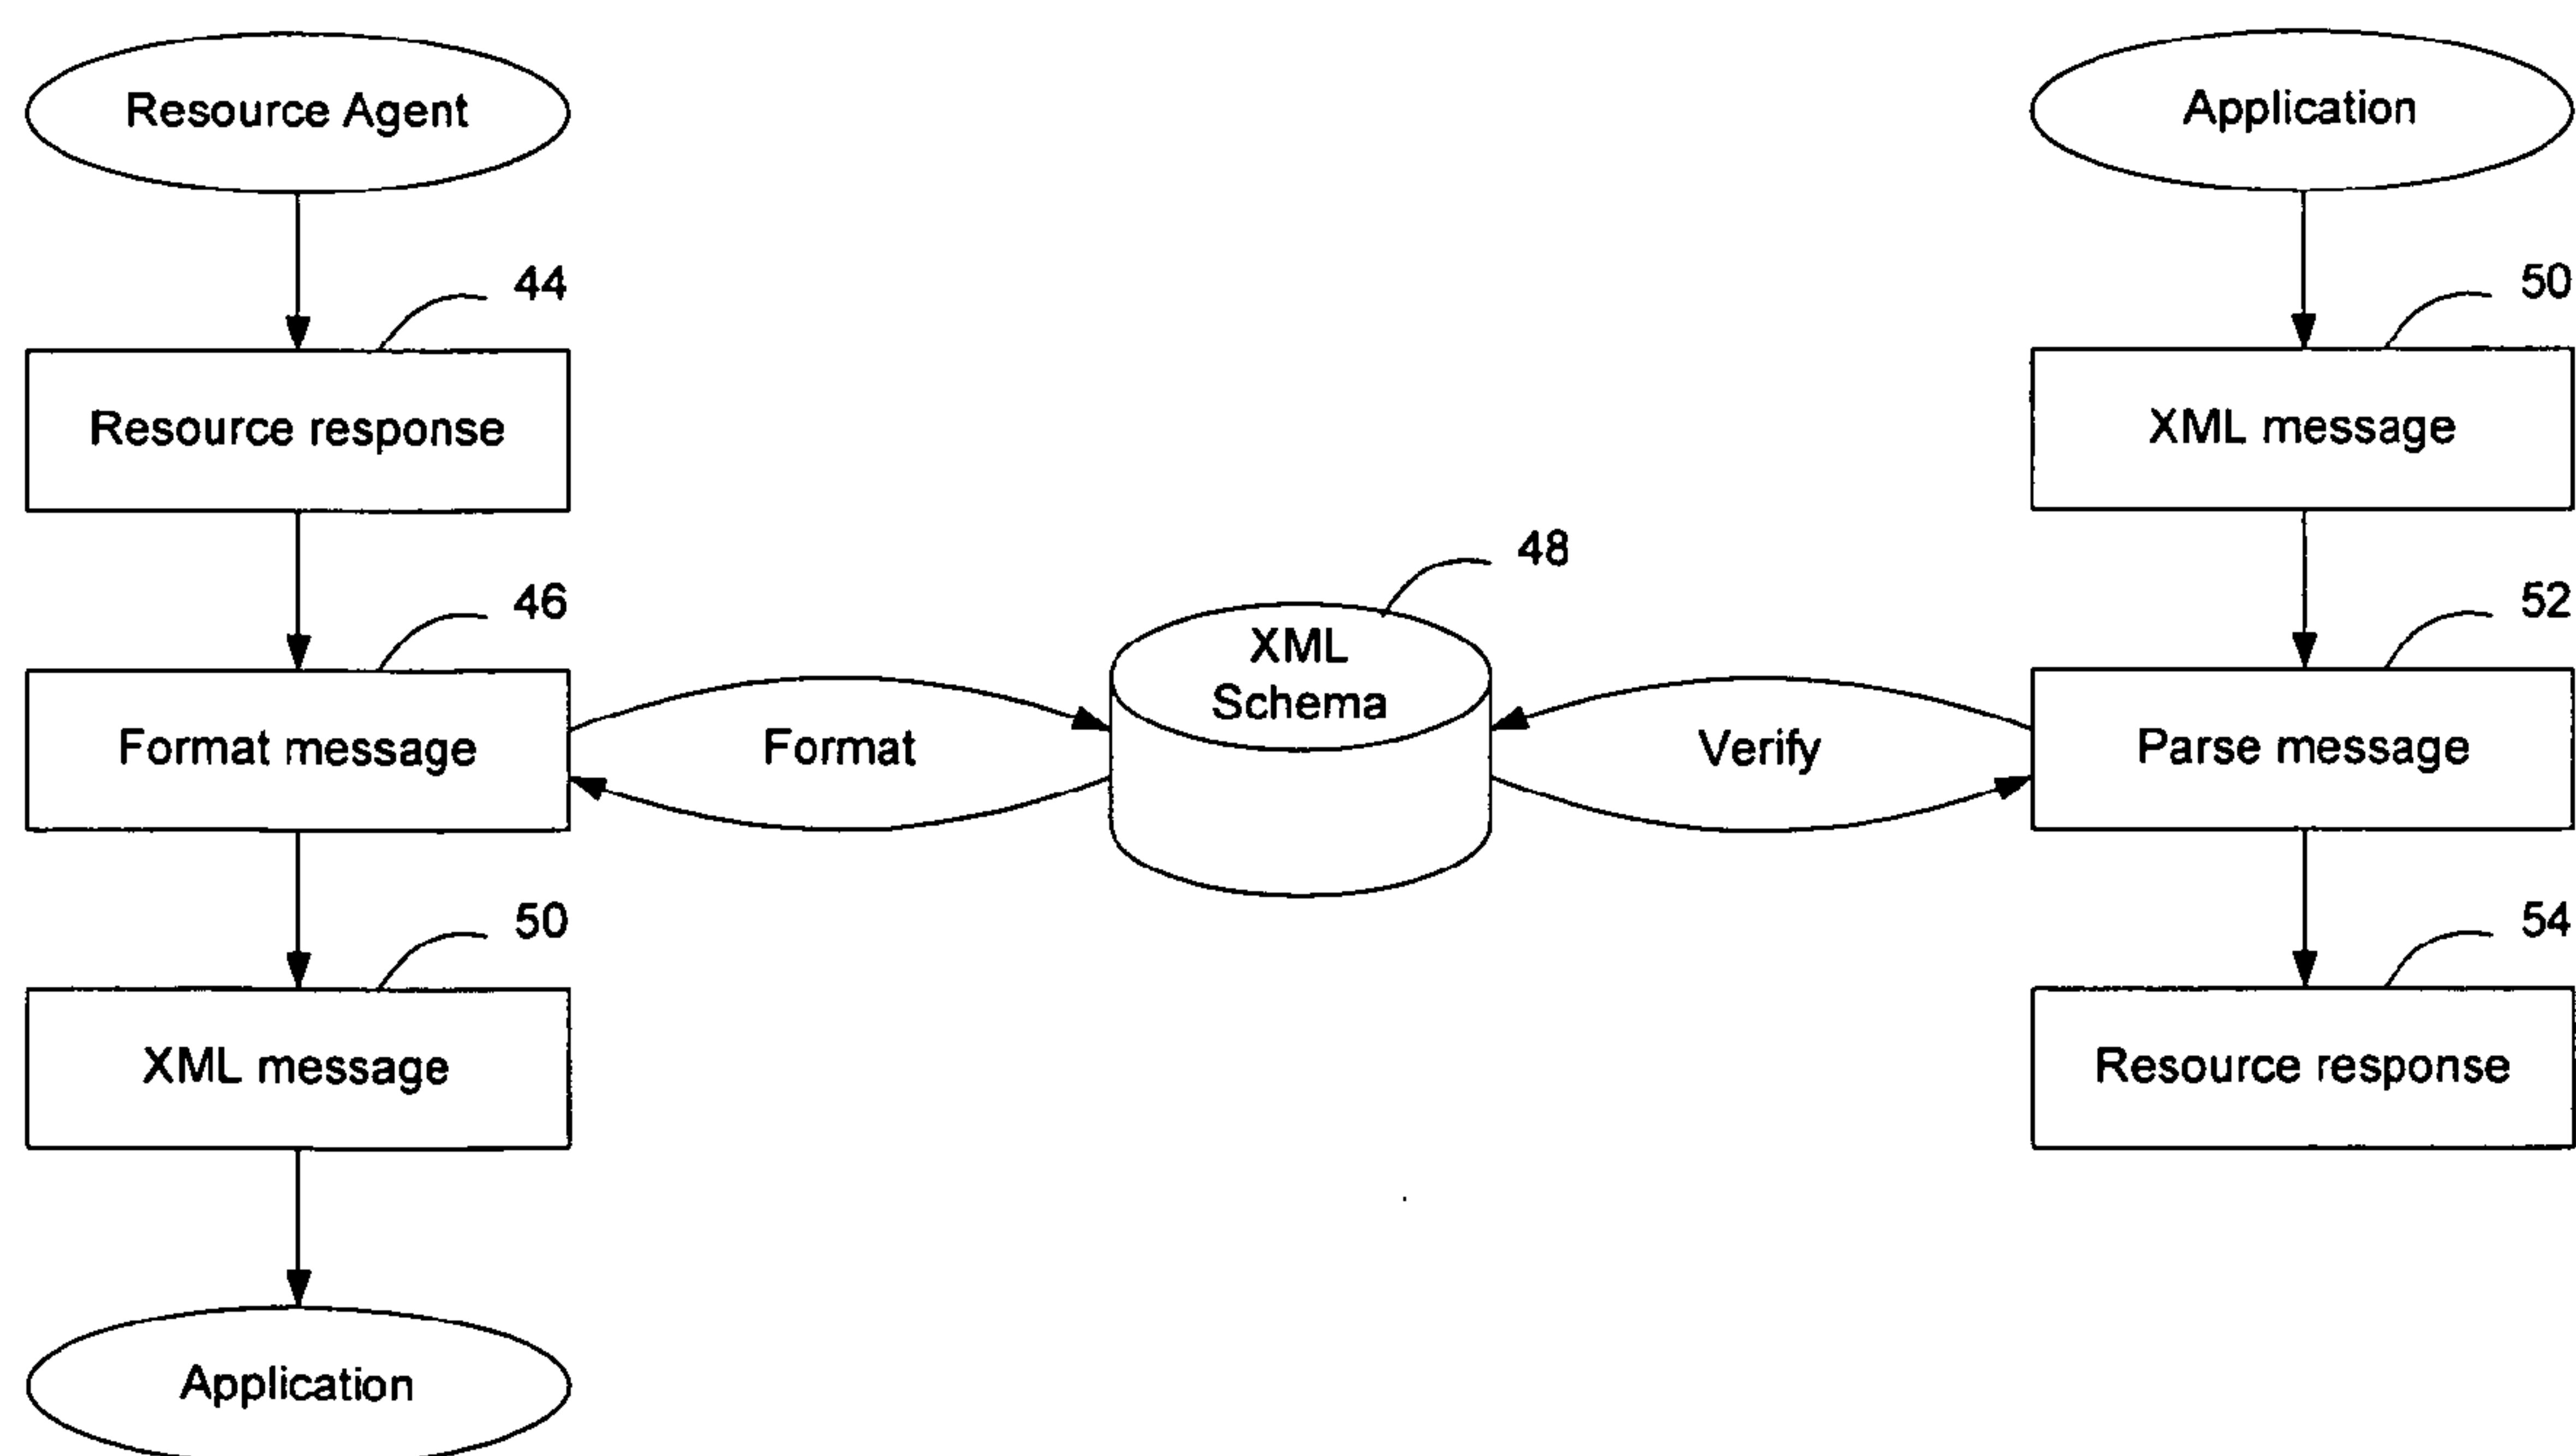 Resource Agent
Application
44
50
Resource response
XML message
48
46
52
XML
Schema
Format message
Format
Verify
Parse message
50
54
XML message
Resource response
Application